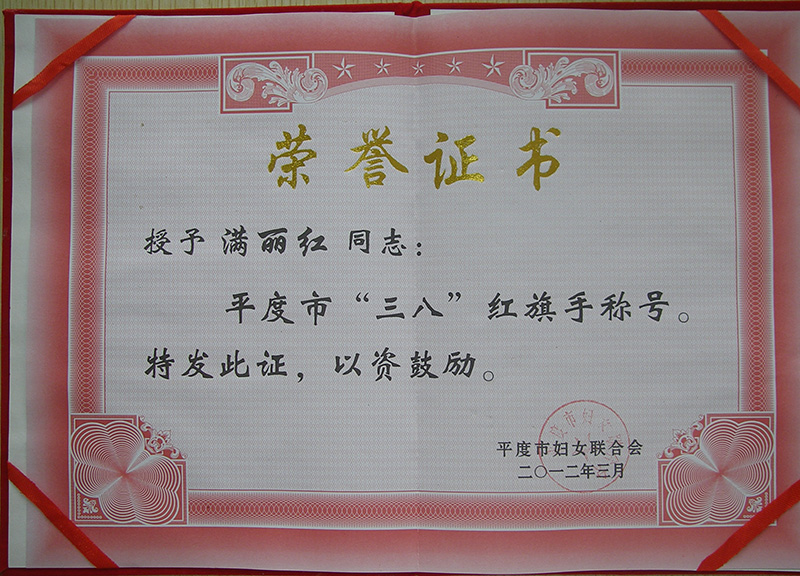 荣誉证书
授予 满丽红 同志：
平度市“三八”红旗手称号。
特发此证，以资鼓励。
平度市妇女联合会
二〇一二年三月